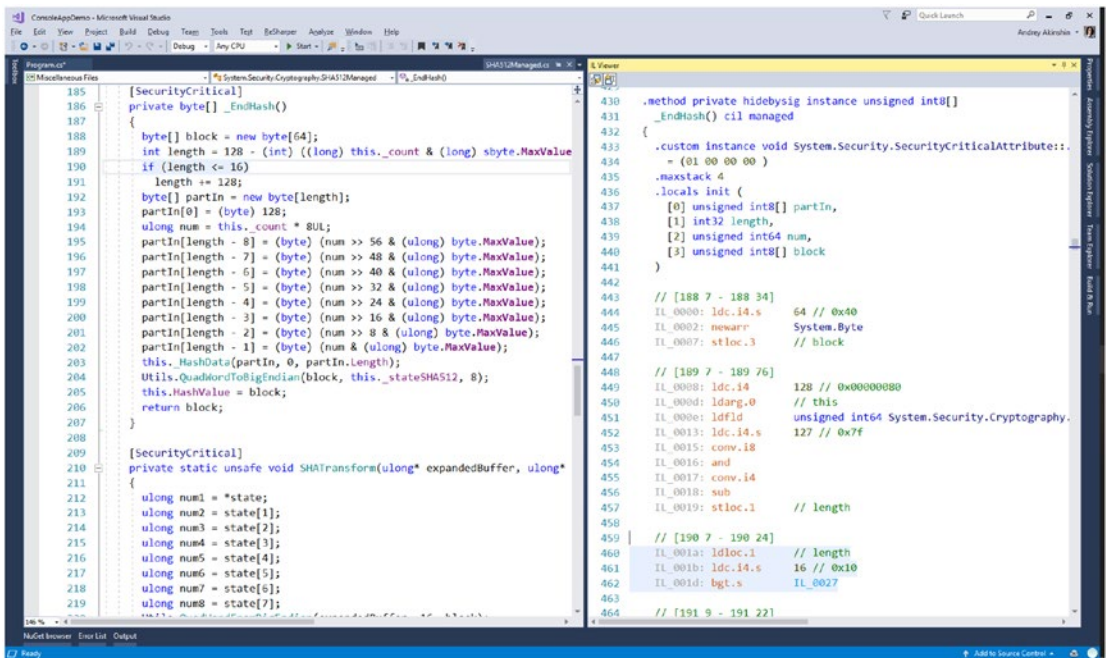 ConsoleAppDemo - Microsoft Visual Studio
Quick Launch
File Edit View Project Build Debug Team Tools Test ReSharper Analyze Window Help
Andrey Akinshin
Debug Any CPU Start
Toolbox
Program.cs*
SHA512Managed.cs
Miscellaneous Files
System.Security.Cryptography.SHA512Managed
_EndHash()
185 [SecurityCritical]
186 private byte[] _EndHash()
187 {
188 byte[] block = new byte[64];
189 int length = 128 - (int) ((long) this._count & (long) sbyte.MaxValue
190 if (length <= 16)
191 length += 128;
192 byte[] partIn = new byte[length];
193 partIn[0] = (byte) 128;
194 ulong num = this._count * 8UL;
195 partIn[length - 8] = (byte) (num >> 56 & (ulong) byte.MaxValue);
196 partIn[length - 7] = (byte) (num >> 48 & (ulong) byte.MaxValue);
197 partIn[length - 6] = (byte) (num >> 40 & (ulong) byte.MaxValue);
198 partIn[length - 5] = (byte) (num >> 32 & (ulong) byte.MaxValue);
199 partIn[length - 4] = (byte) (num >> 24 & (ulong) byte.MaxValue);
200 partIn[length - 3] = (byte) (num >> 16 & (ulong) byte.MaxValue);
201 partIn[length - 2] = (byte) (num >> 8 & (ulong) byte.MaxValue);
202 partIn[length - 1] = (byte) (num & (ulong) byte.MaxValue);
203 this._HashData(partIn, 0, partIn.Length);
204 Utils.QuadWordToBigEndian(block, this._stateSHA512, 8);
205 this.HashValue = block;
206 return block;
207 }
208
209 [SecurityCritical]
210 private static unsafe void SHATransform(ulong* expandedBuffer, ulong*
211 {
212 ulong num1 = *state;
213 ulong num2 = state[1];
214 ulong num3 = state[2];
215 ulong num4 = state[3];
216 ulong num5 = state[4];
217 ulong num6 = state[5];
218 ulong num7 = state[6];
219 ulong num8 = state[7];
146 %
IL Viewer
430 .method private hidebysig instance unsigned int8[]
431 _EndHash() cil managed
432 {
433 .custom instance void System.Security.SecurityCriticalAttribute::.
434 = (01 00 00 00 )
435 .maxstack 4
436 .locals init (
437 [0] unsigned int8[] partIn,
438 [1] int32 length,
439 [2] unsigned int64 num,
440 [3] unsigned int8[] block
441 )
442
443 // [188 7 - 188 34]
444 IL_0000: ldc.i4.s 64 // 0x40
445 IL_0002: newarr System.Byte
446 IL_0007: stloc.3 // block
447
448 // [189 7 - 189 76]
449 IL_0008: ldc.i4 128 // 0x00000080
450 IL_000d: ldarg.0 // this
451 IL_000e: ldfld unsigned int64 System.Security.Cryptography.
452 IL_0013: ldc.i4.s 127 // 0x7f
453 IL_0015: conv.i8
454 IL_0016: and
455 IL_0017: conv.i4
456 IL_0018: sub
457 IL_0019: stloc.1 // length
458
459 // [190 7 - 190 24]
460 IL_001a: ldloc.1 // length
461 IL_001b: ldc.i4.s 16 // 0x10
462 IL_001d: bgt.s IL_0027
463
464 // [191 9 - 191 22]
Properties
Assembly Explorer
Solution Explorer
Team Explorer
Build & Run
NuGet browser Error List Output
Ready
Add to Source Control